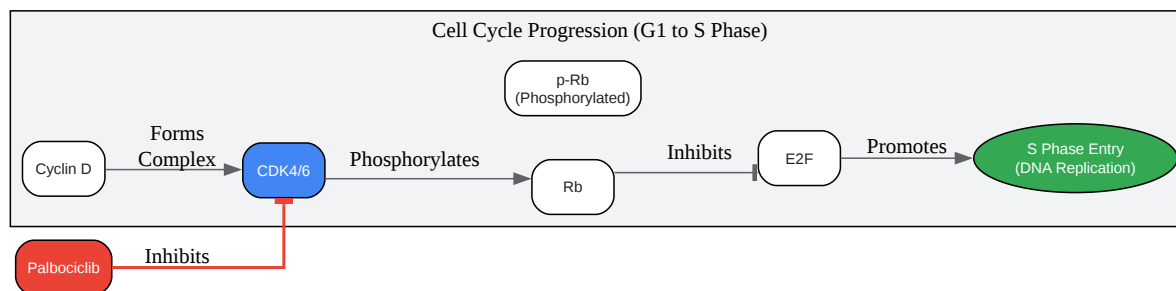 Cell Cycle Progression (G1 to S Phase)
p-Rb
(Phosphorylated)
Cyclin D
Forms
Complex
CDK4/6
Phosphorylates
Rb
Inhibits
E2F
Promotes
S Phase Entry
(DNA Replication)
Palbociclib
Inhibits